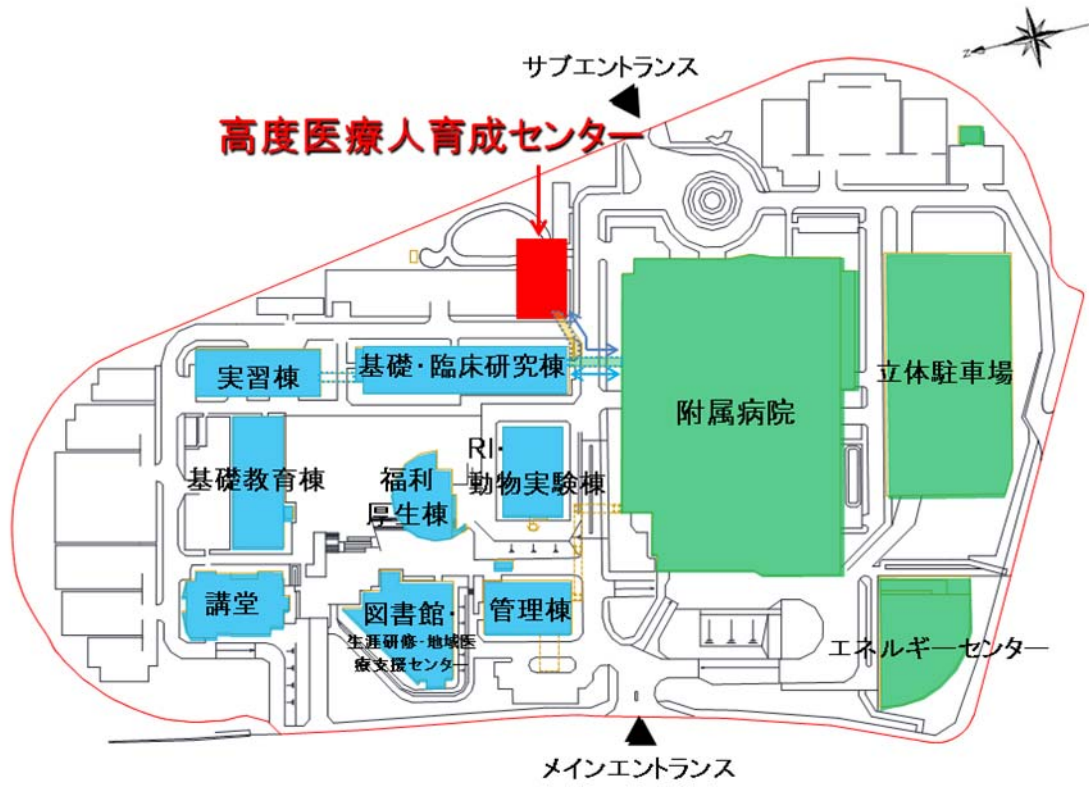 サブエントランス
Z
高度医療人育成センター
実習棟
基礎・臨床研究棟
附属病院
立体駐車場
基礎教育棟
福利
厚生棟
RI・
動物実験棟
講堂
図書館・
生涯研修・地域医
療支援センター
管理棟
エネルギーセンター
メインエントランス